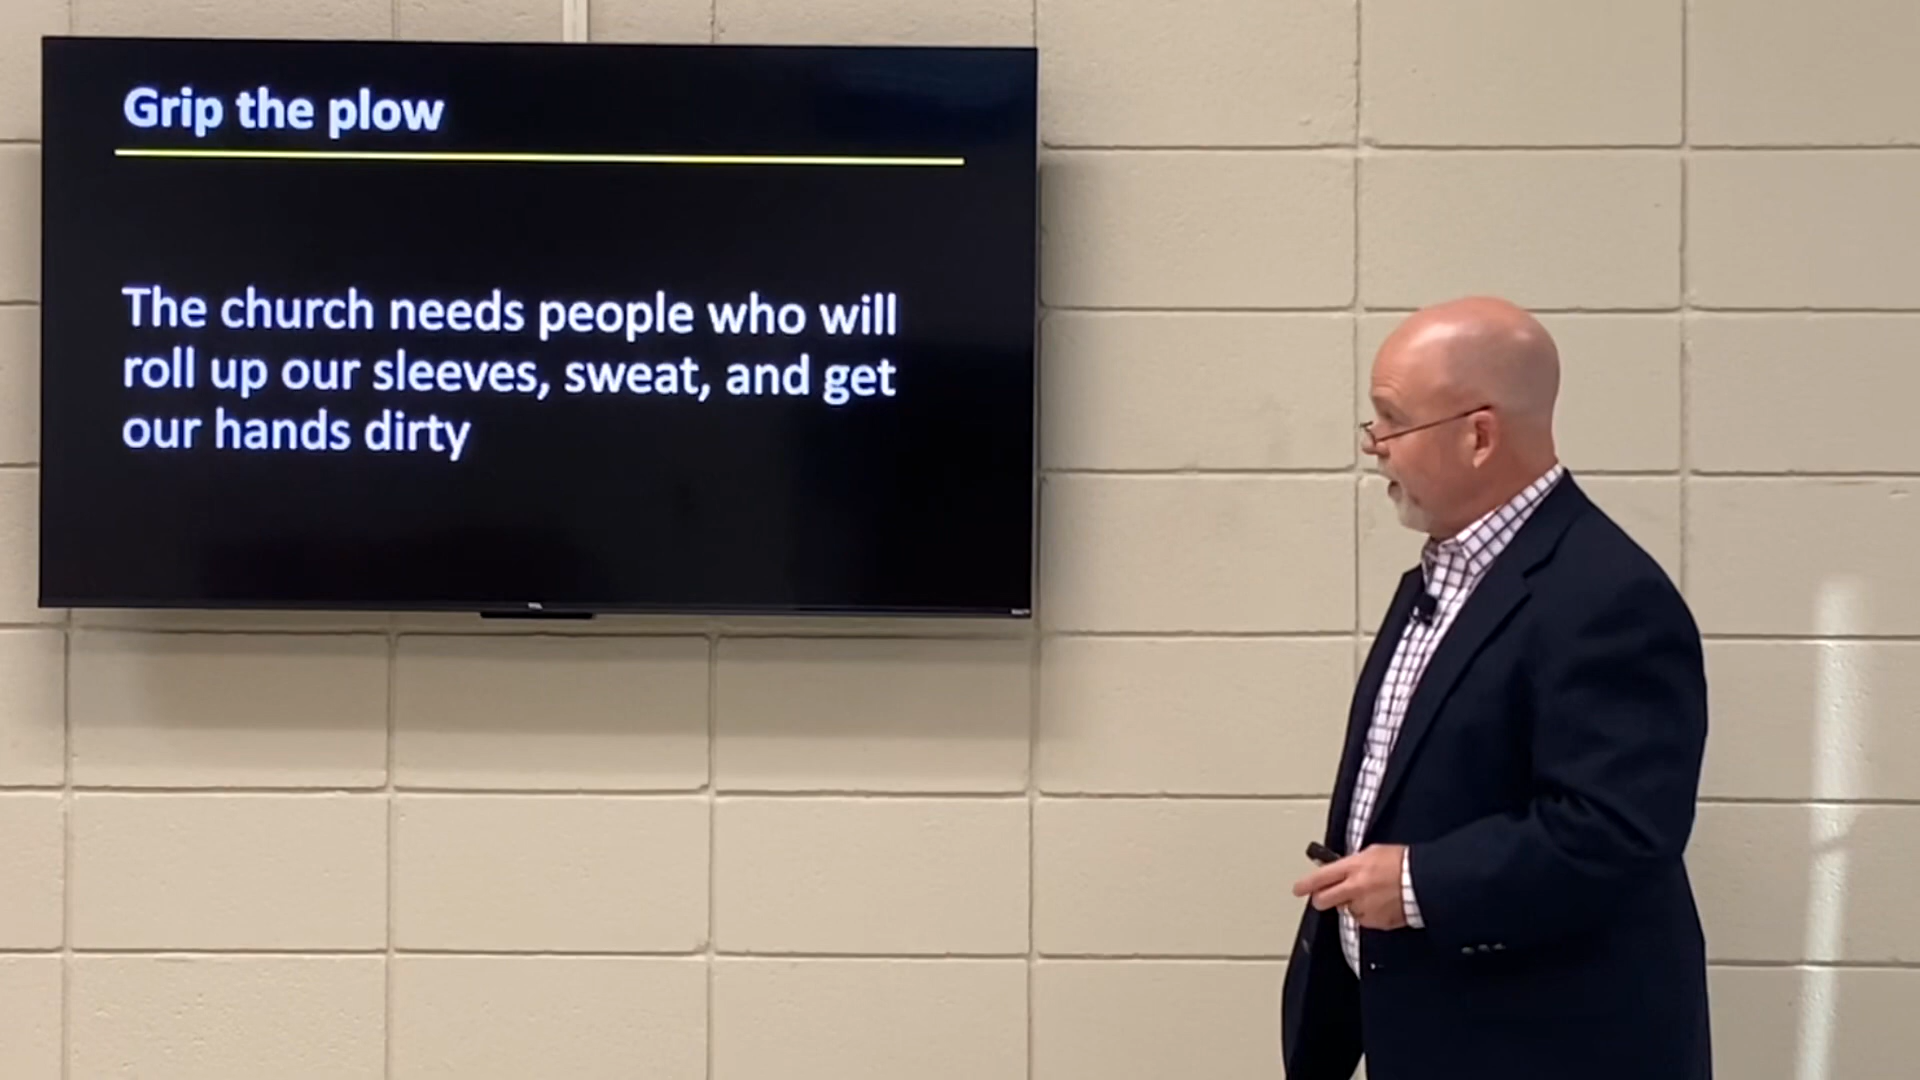 Grip the plow
The church needs people who will
roll up our sleeves, sweat, and get
our hands dirty
TCL